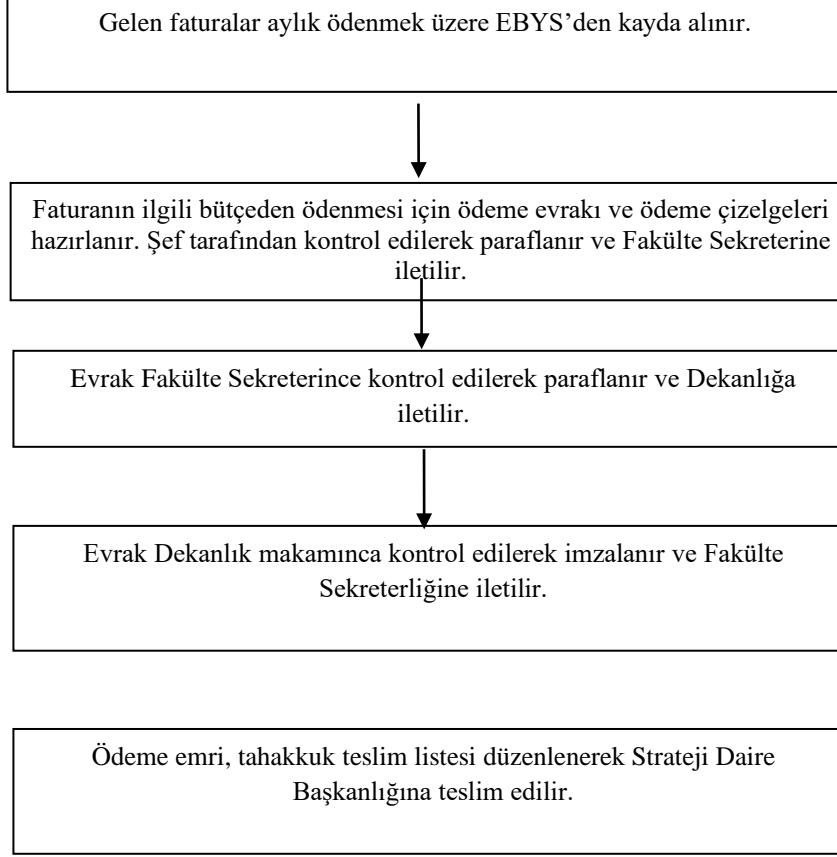 Gelen faturalar aylık ödenmek üzere EBYS’den kayda alınır.
Faturanın ilgili bütçeden ödenmesi için ödeme evrakı ve ödeme çizelgeleri
hazırlanır. Şef tarafından kontrol edilerek paraflanır ve Fakülte Sekreterine
iletilir.
Evrak Fakülte Sekreterince kontrol edilerek paraflanır ve Dekanlığa
iletilir.
Evrak Dekanlık makamınca kontrol edilerek imzalanır ve Fakülte
Sekreterliğine iletilir.
Ödeme emri, tahakkuk teslim listesi düzenlenerek Strateji Daire
Başkanlığına teslim edilir.